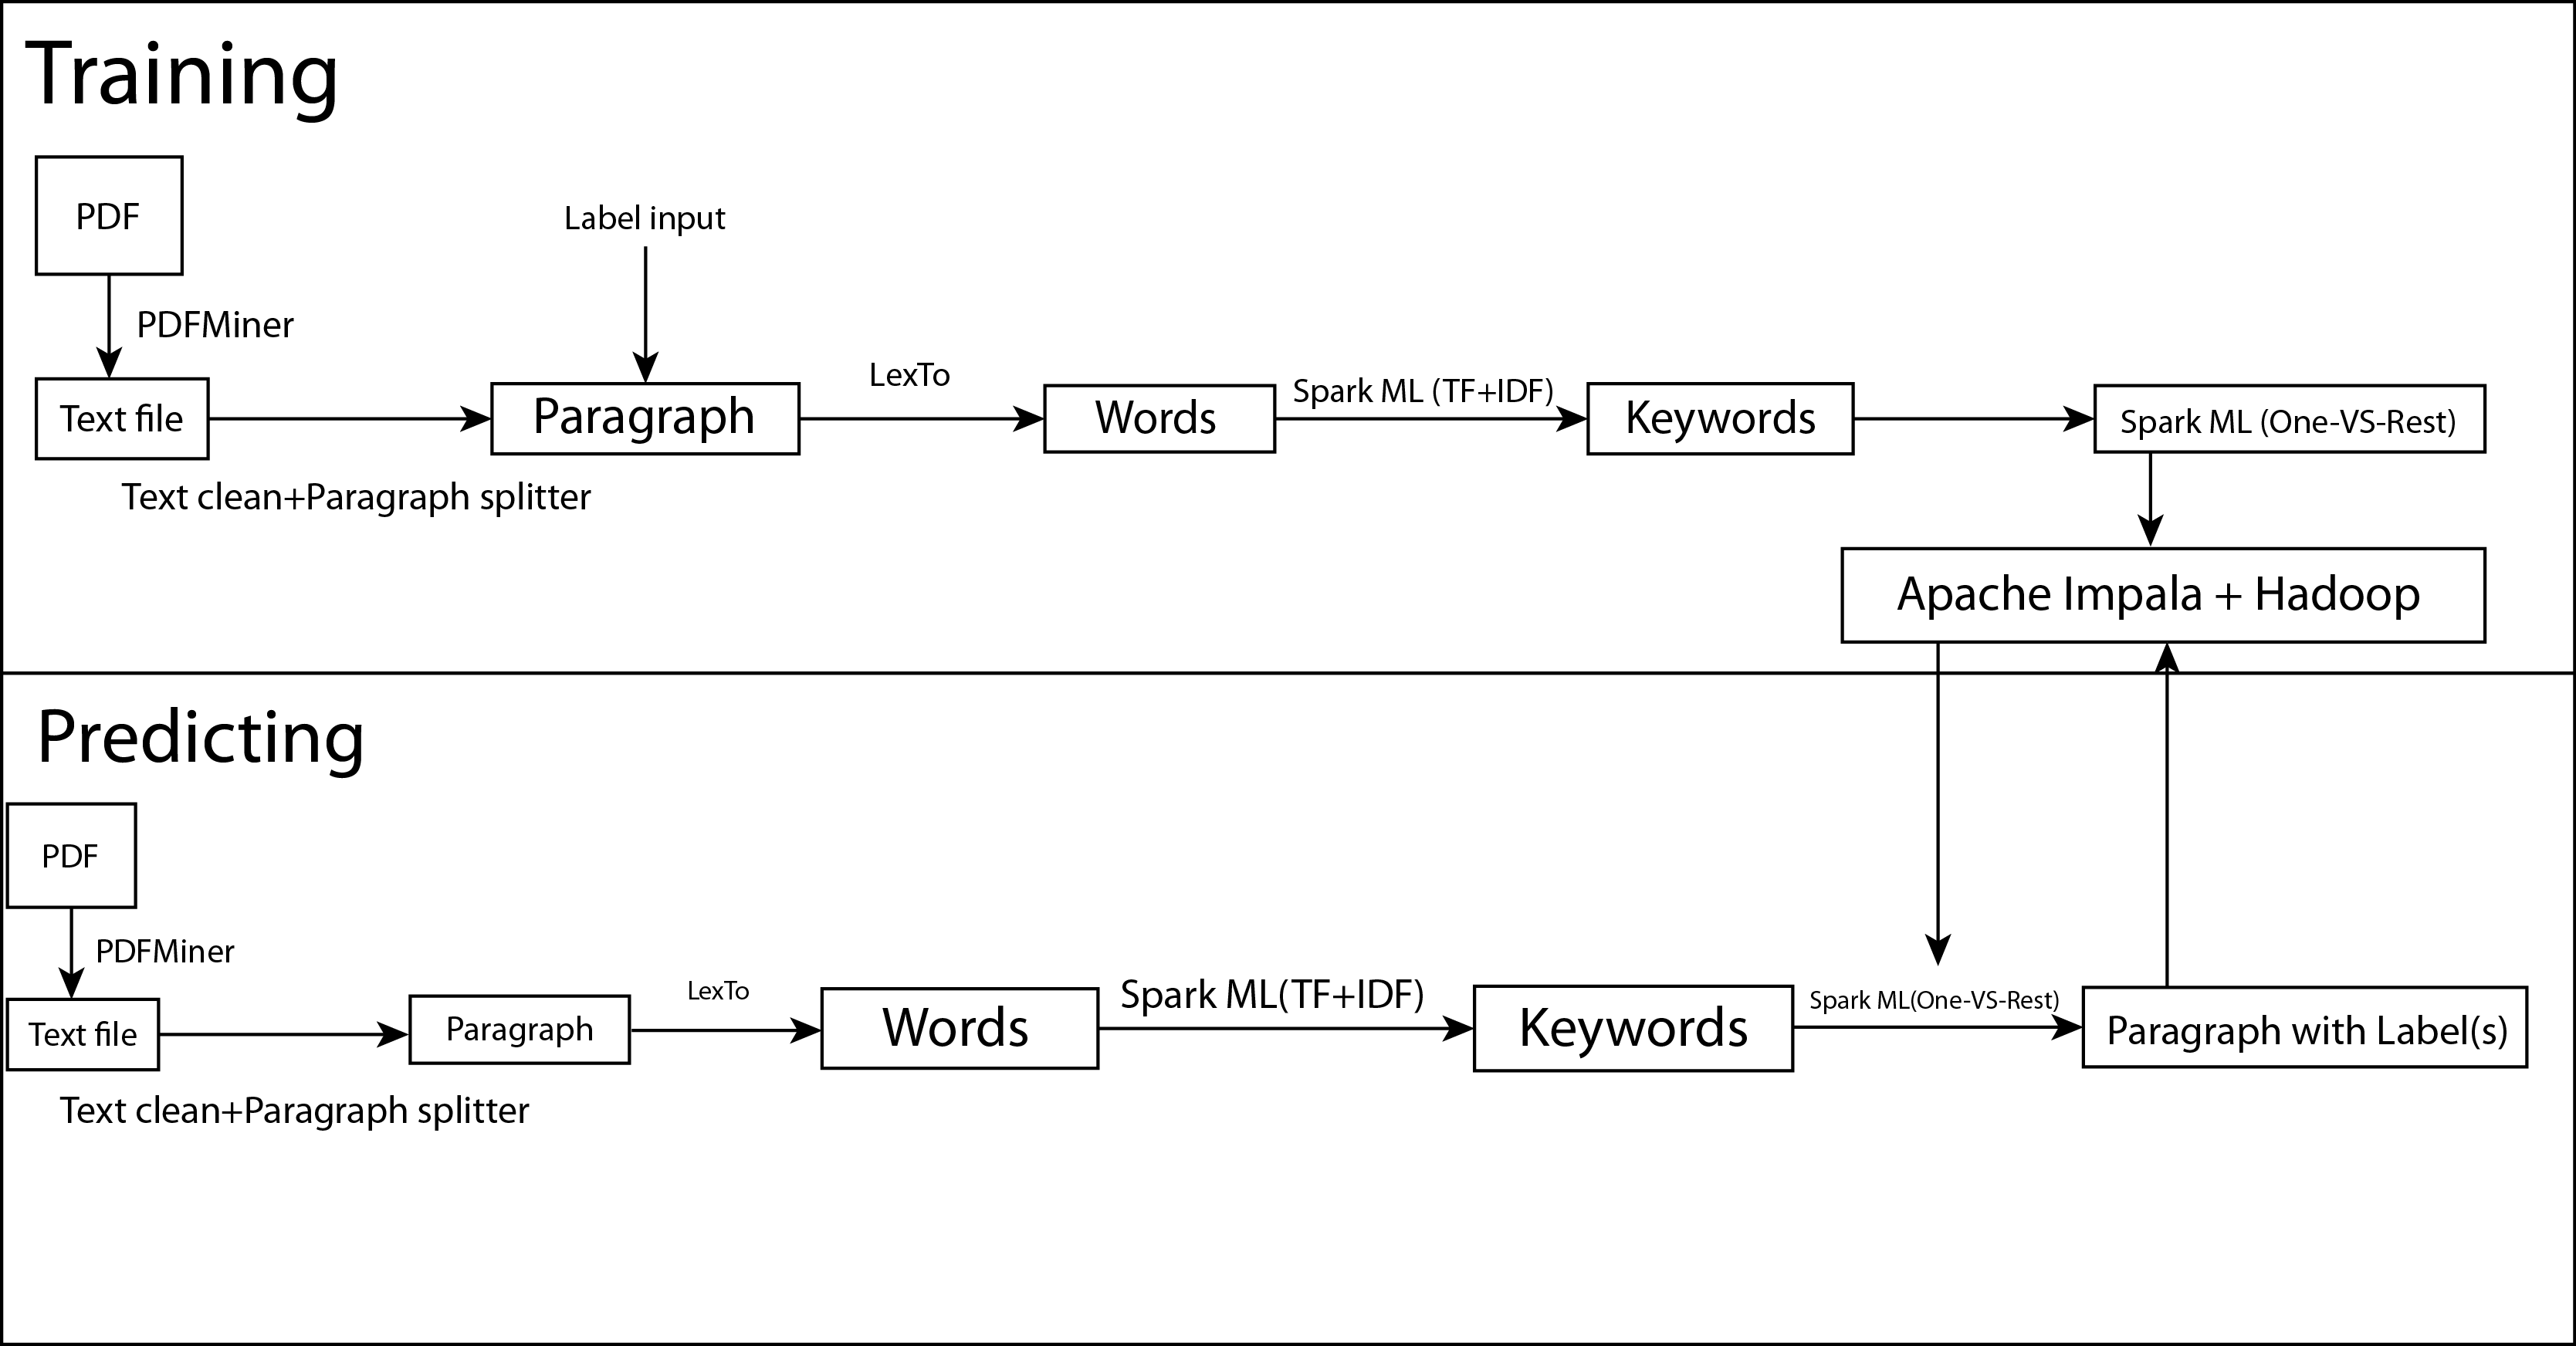 Training
PDF
Label input
PDFMiner
Text file
Paragraph
LexTo
Words
Spark ML (TF+IDF)
Keywords
Spark ML (One-VS-Rest)
Text clean+Paragraph splitter
Apache Impala + Hadoop
Predicting
PDF
PDFMiner
Text file
Paragraph
LexTo
Words
Spark ML(TF+IDF)
Keywords
Spark ML(One-VS-Rest)
Paragraph with Label(s)
Text clean+Paragraph splitter